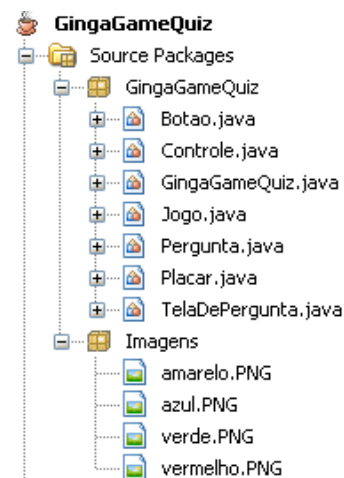 GingaGameQuiz
Source Packages
GingaGameQuiz
Botao.java
Controle.java
GingaGameQuiz.java
Jogo.java
Pergunta.java
Placar.java
TelaDePergunta.java
Imagens
amarelo.PNG
azul.PNG
verde.PNG
vermelho.PNG